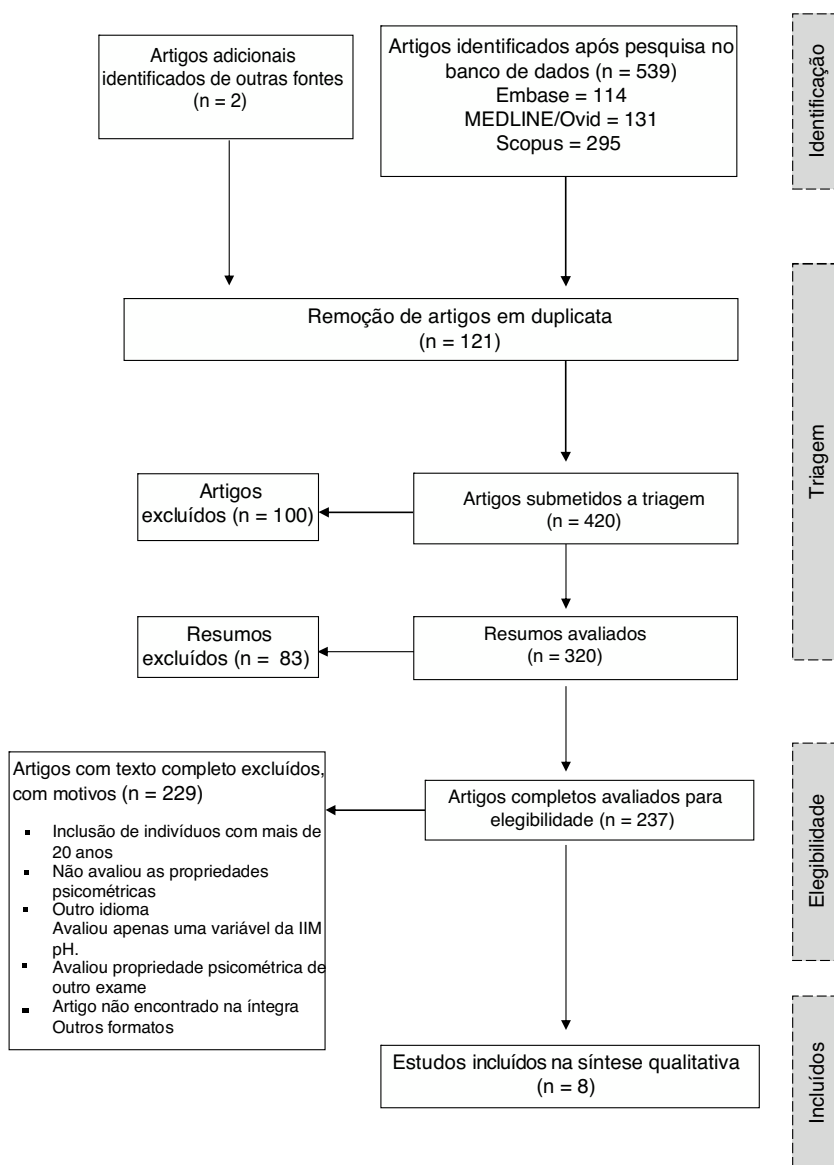 Artigos adicionais
identificados de outras fontes
(n = 2)
Artigos identificados após pesquisa no
banco de dados (n = 539)
Embase = 114
MEDLINE/Ovid = 131
Scopus = 295
Identificação
Remoção de artigos em duplicata
(n = 121)
Triagem
Artigos
excluídos (n = 100)
Artigos submetidos a triagem
(n = 420)
Resumos
excluídos (n = 83)
Resumos avaliados
(n = 320)
Artigos com texto completo excluídos,
com motivos (n = 229)
▪ Inclusão de indivíduos com mais de
20 anos
▪ Não avaliou as propriedades
psicométricas
▪ Outro idioma
Avaliou apenas uma variável da IIM
pH.
▪ Avaliou propriedade psicométrica de
outro exame
▪ Artigo não encontrado na íntegra
Outros formatos
Artigos completos avaliados para
elegibilidade (n = 237)
Elegibilidade
Estudos incluídos na síntese qualitativa
(n = 8)
Incluídos